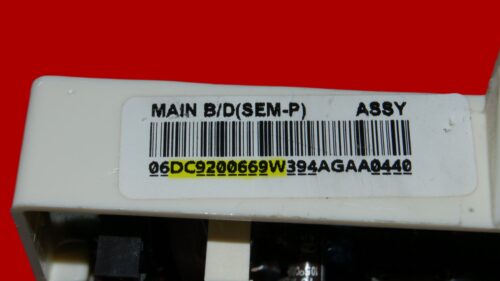 MAIN B/D(SEM-P) ASSY
06DC9200669W394AGAA0440